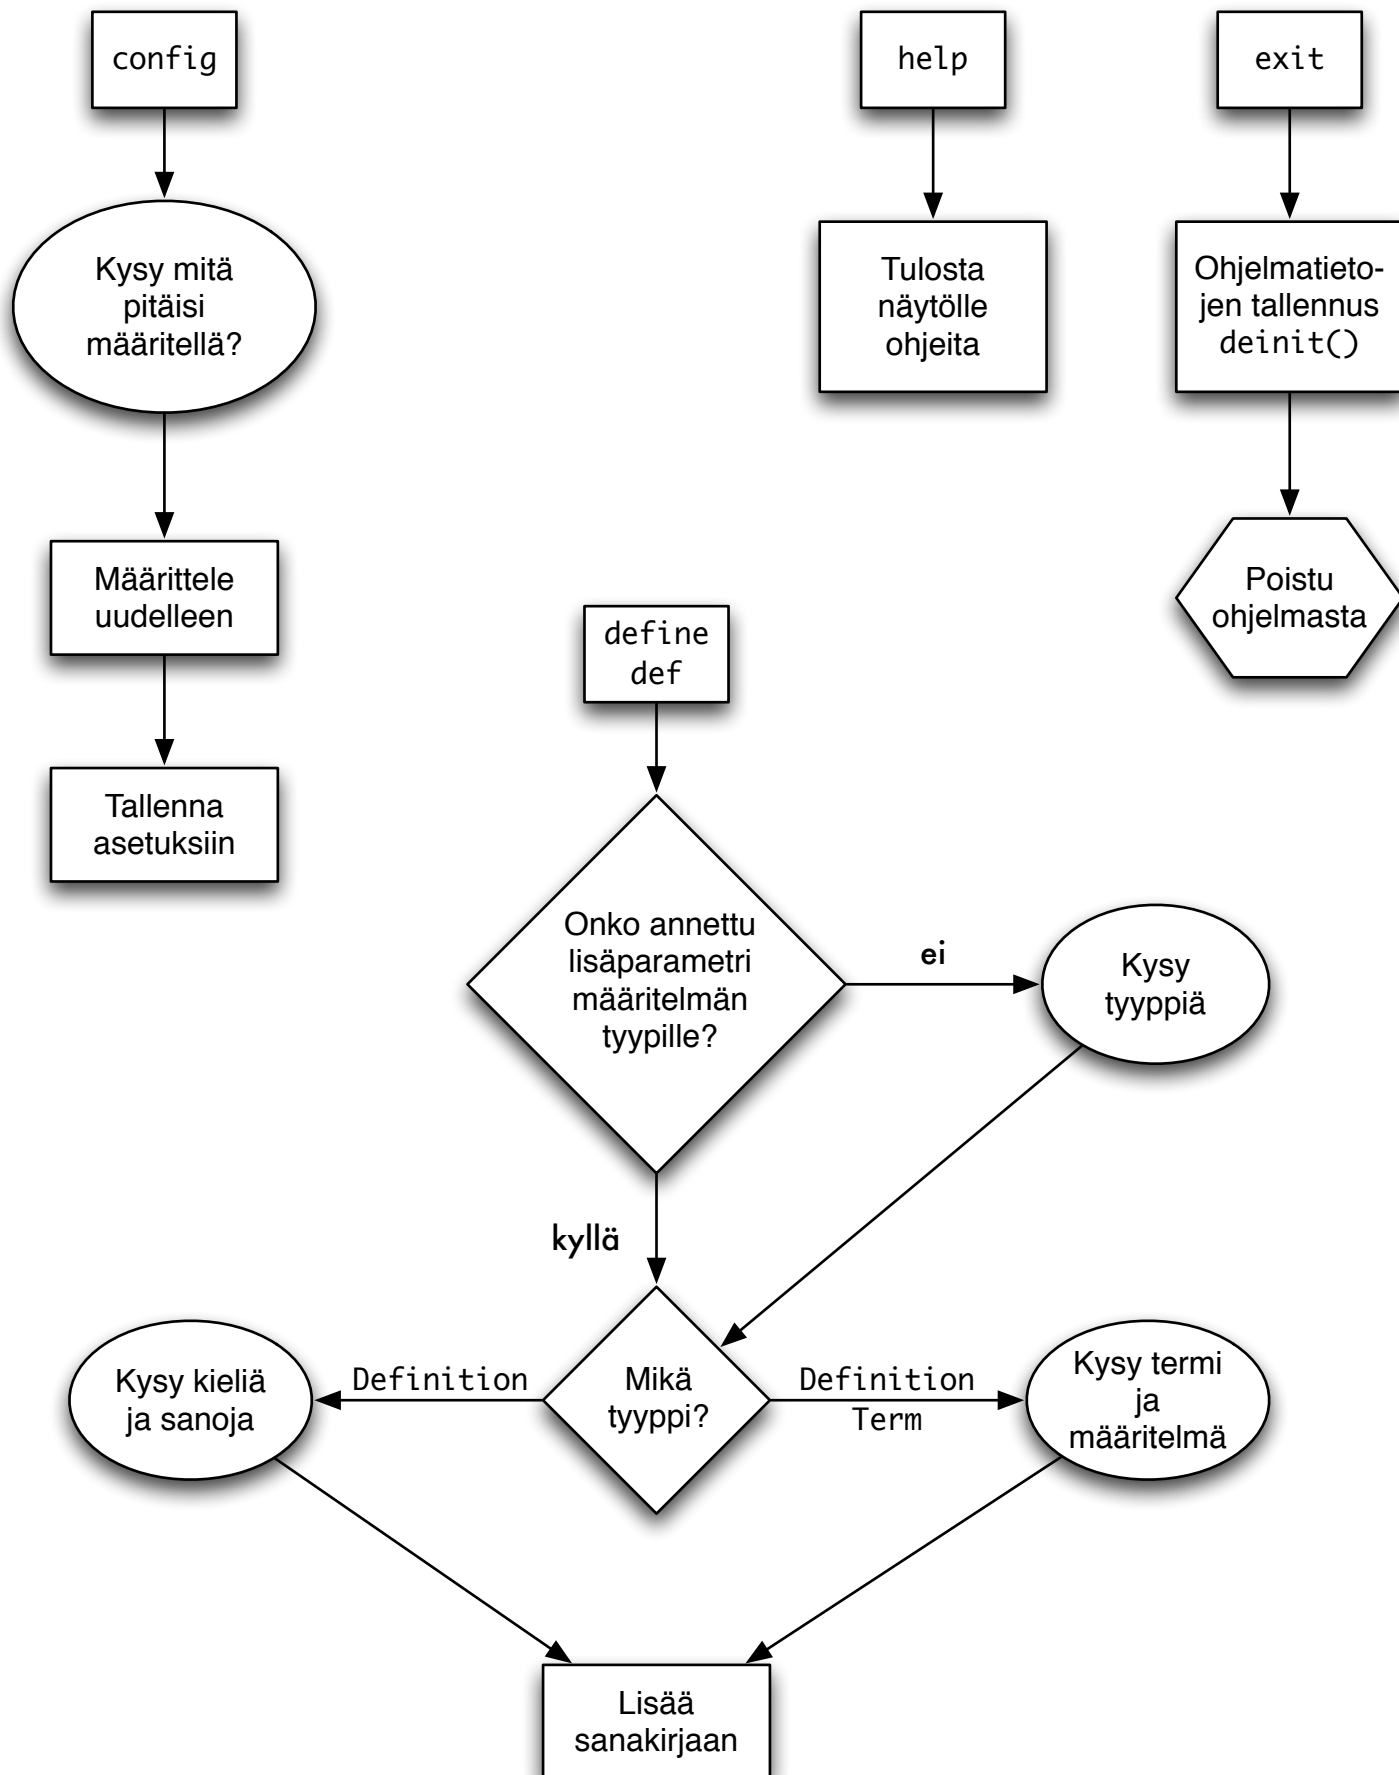 config
help
exit
Kysy mitä
pitäisi
määritellä?
Tulosta
näytölle
ohjeita
Ohjelmatieto-
jen tallennus
deinit()
Määrittele
uudelleen
Poistu
ohjelmasta
define
def
Tallenna
asetuksiin
Onko annettu
lisäparametri
määritelmän
tyypille?
ei
Kysy
tyyppiä
kyllä
Kysy kieliä
ja sanoja
Definition
Mikä
tyyppi?
Definition
Term
Kysy termi
ja
määritelmä
Lisää
sanakirjaan